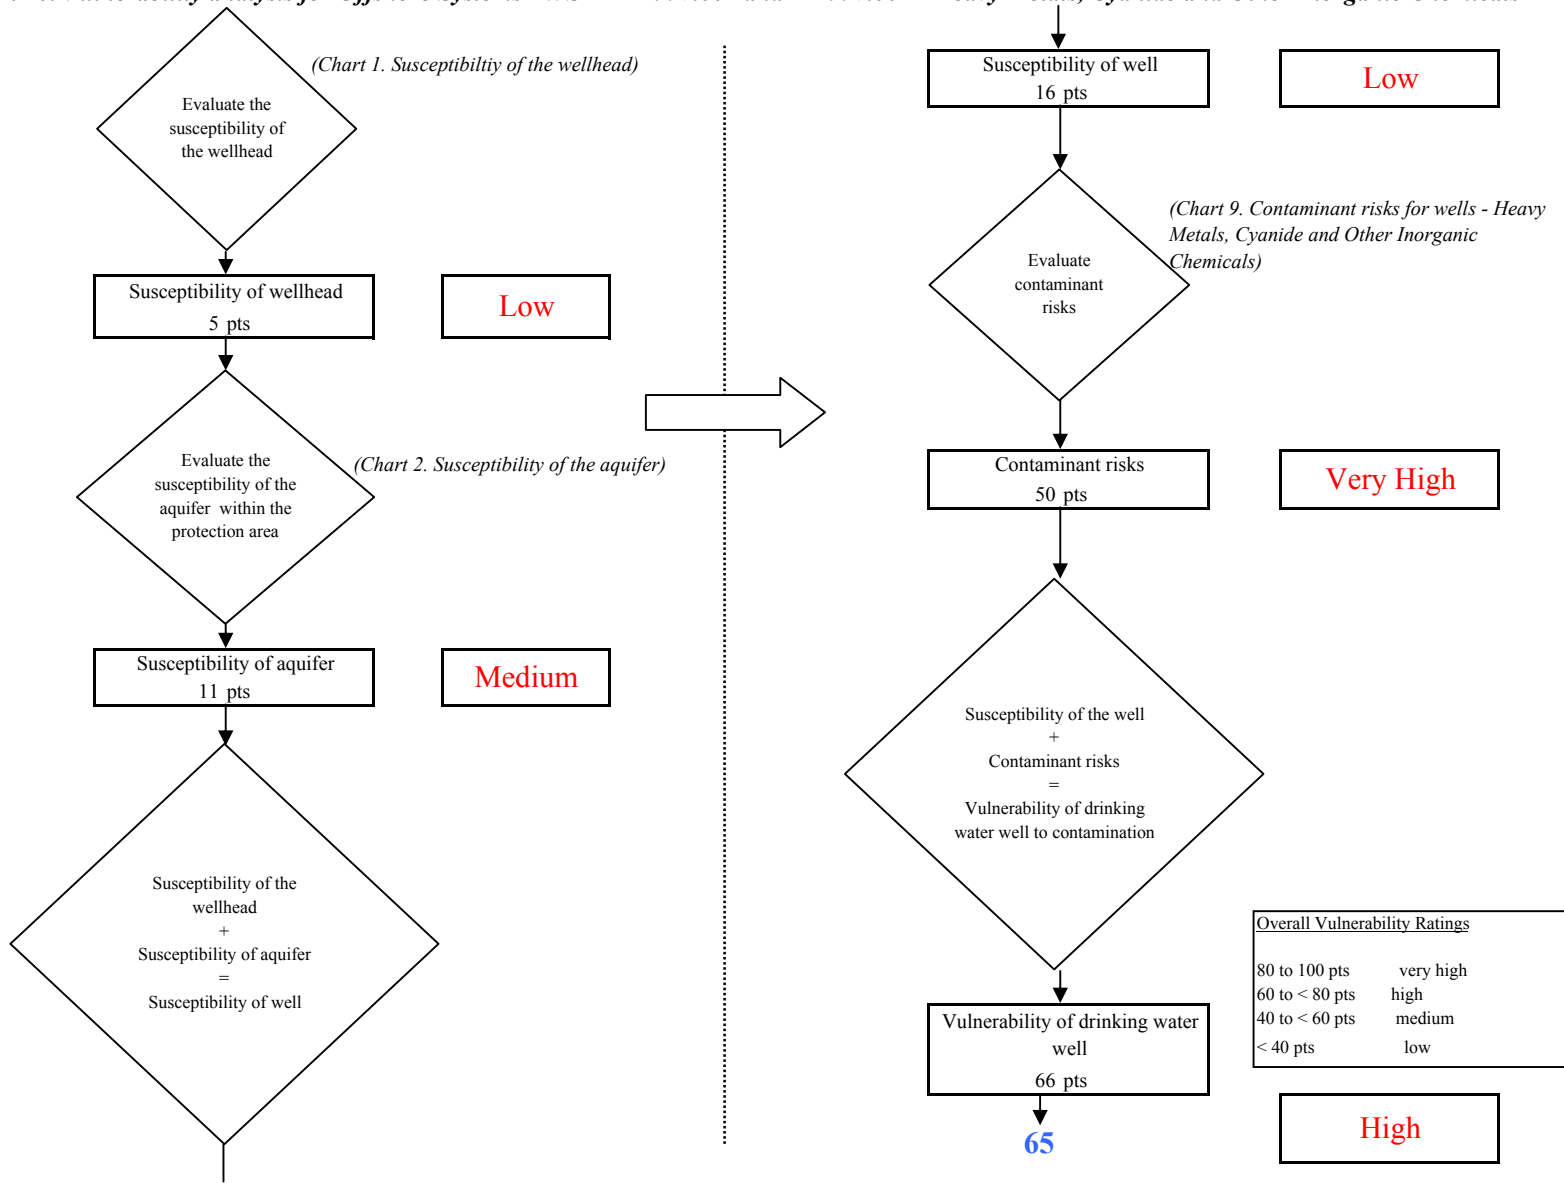 (Chart 1. Susceptibiltiy of the wellhead)
Evaluate the
susceptibility of
the wellhead
Susceptibility of wellhead
5 pts
Low
Evaluate the
susceptibility of the
aquifer within the
protection area
(Chart 2. Susceptibility of the aquifer)
Susceptibility of aquifer
11 pts
Medium
Susceptibility of the
wellhead
+
Susceptibility of aquifer
=
Susceptibility of well
Susceptibility of well
16 pts
Low
(Chart 9. Contaminant risks for wells - Heavy
Metals, Cyanide and Other Inorganic
Chemicals)
Evaluate
contaminant
risks
Contaminant risks
50 pts
Very High
Susceptibility of the well
+
Contaminant risks
=
Vulnerability of drinking
water well to contamination
Overall Vulnerability Ratings
80 to 100 pts very high
60 to < 80 pts high
40 to < 60 pts medium
< 40 pts low
Vulnerability of drinking water
well
66 pts
65
High